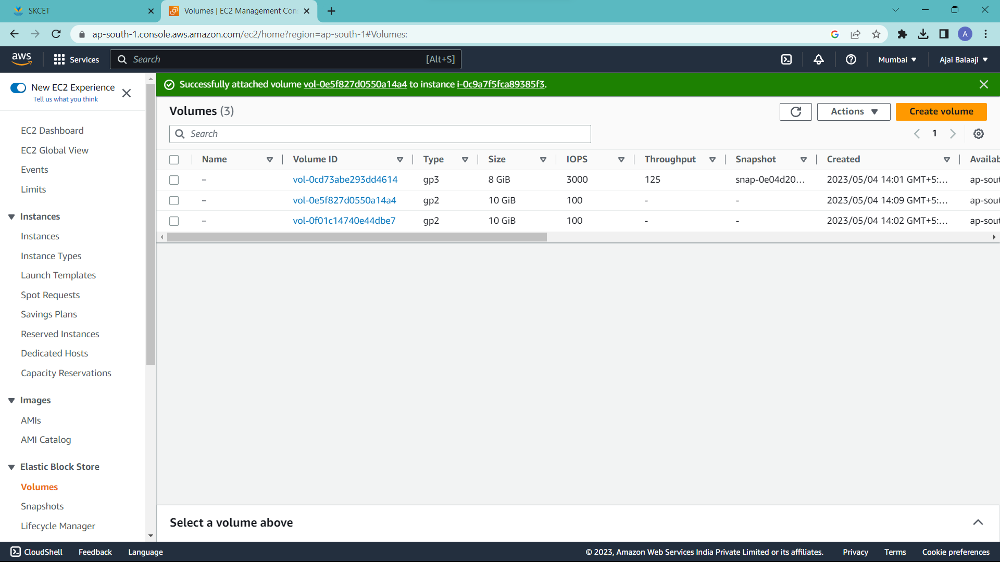 SKCET
Volumes | EC2 Management Con
ap-south-1.console.aws.amazon.com/ec2/home?region=ap-south-1#Volumes:
A
aws
Services
Search
[Alt+S]
Mumbai
Ajai Balaaji
New EC2 Experience
Tell us what you think
EC2 Dashboard
EC2 Global View
Events
Limits
Instances
Instances
Instance Types
Launch Templates
Spot Requests
Savings Plans
Reserved Instances
Dedicated Hosts
Capacity Reservations
Images
AMIs
AMI Catalog
Elastic Block Store
Volumes
Snapshots
Lifecycle Manager
Successfully attached volume vol-0e5f827d0550a14a4 to instance i-0c9a7f5fca89385f3.
Volumes (3)
Actions
Create volume
Search
1
Name Volume ID Type Size IOPS Throughput Snapshot Created Availab
– vol-0cd73abe293dd4614 gp3 8 GiB 3000 125 snap-0e04d20... 2023/05/04 14:01 GMT+5:... ap-sout
– vol-0e5f827d0550a14a4 gp2 10 GiB 100 - - 2023/05/04 14:09 GMT+5:... ap-sout
– vol-0f01c14740e44dbe7 gp2 10 GiB 100 - - 2023/05/04 14:02 GMT+5:... ap-sout
Select a volume above
CloudShell Feedback Language
© 2023, Amazon Web Services India Private Limited or its affiliates. Privacy Terms Cookie preferences